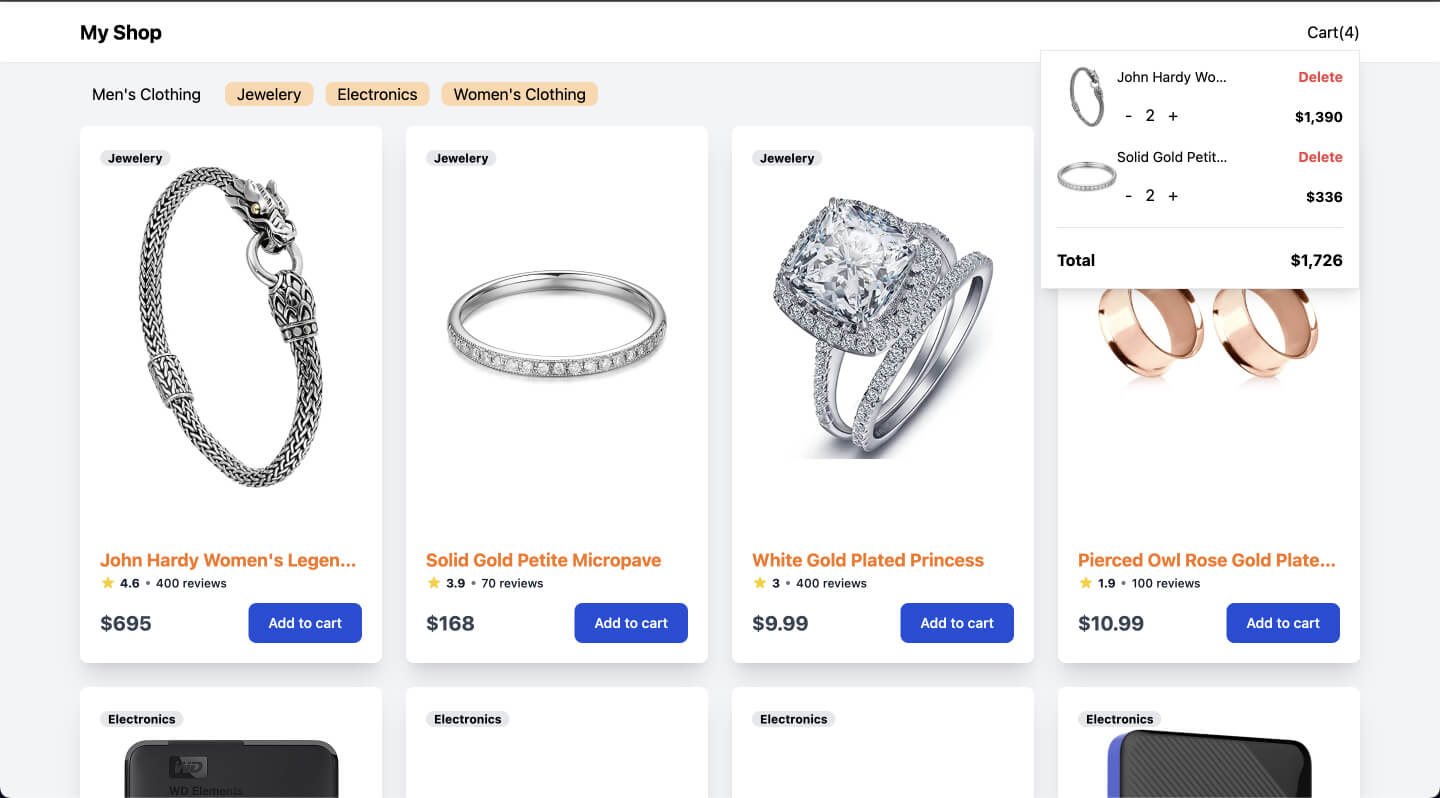 My Shop
Cart(4)
Men's Clothing
Jewelery
Electronics
Women's Clothing
John Hardy Wo...
Delete
- 2 +
$1,390
Solid Gold Petit...
Delete
- 2 +
$336
Total
$1,726
Jewelery
John Hardy Women's Legen...
4.6 • 400 reviews
$695
Add to cart
Jewelery
Solid Gold Petite Micropave
3.9 • 70 reviews
$168
Add to cart
Jewelery
White Gold Plated Princess
3 • 400 reviews
$9.99
Add to cart
Pierced Owl Rose Gold Plate...
1.9 • 100 reviews
$10.99
Add to cart
Electronics
WD
WD Elements
Electronics
Electronics
Electronics